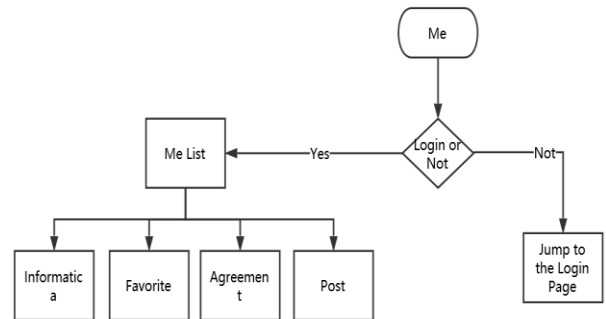 Me
Login or
Not
Yes
Not
Me List
Jump to
the Login
Page
Informatic
a
Favorite
Agreemen
t
Post